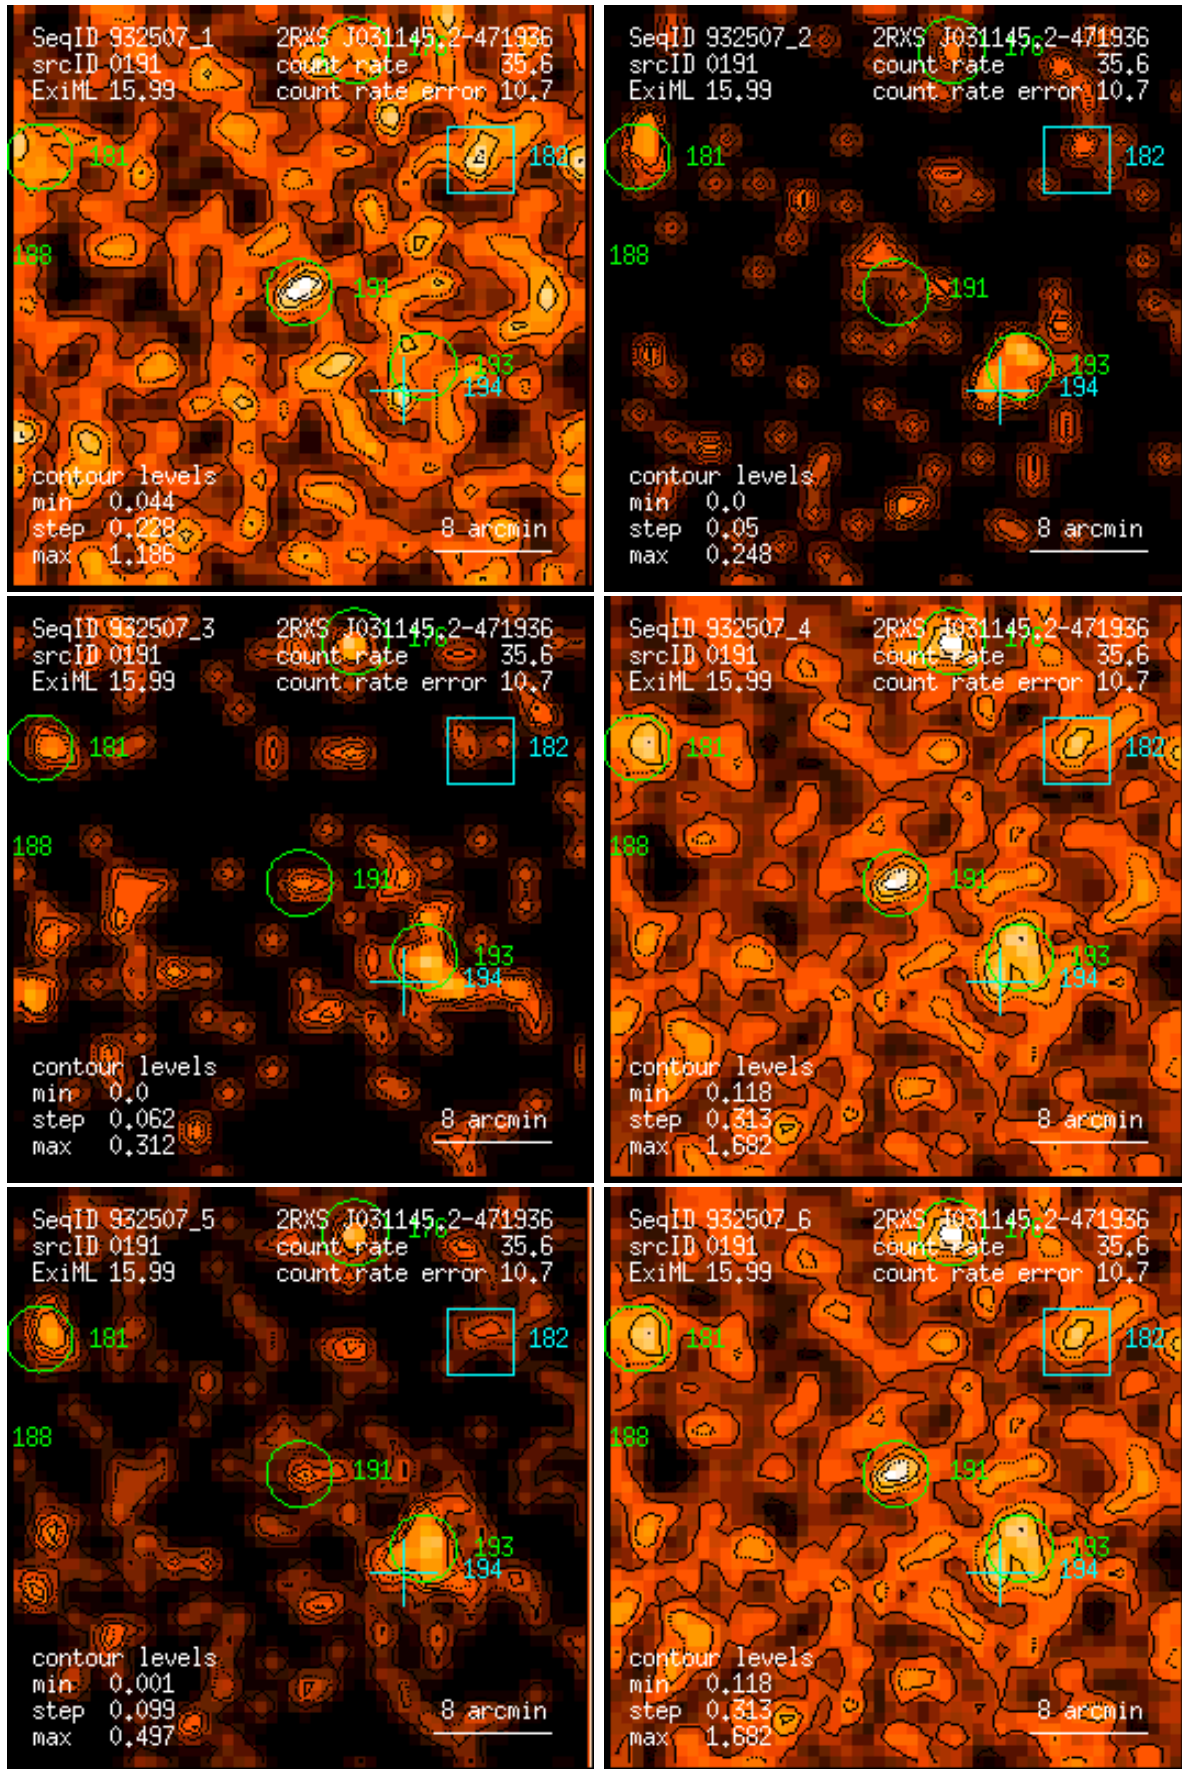 SeqID 932507_1 2RXS J031145.2-471936
srcID 0191 count rate 176 35.6
ExiML 15.99 count rate error 10.7
181 182
188
191
193
194
contour levels
min 0.044
step 0.228 8 arcmin
max 1.186
SeqID 932507_2 2RXS J031145.2-471936
srcID 0191 count rate 176 35.6
ExiML 15.99 count rate error 10.7
181 182
188
191
193
194
contour levels
min 0.0
step 0.05 8 arcmin
max 0.248
SeqID 932507_3 2RXS J031145.2-471936
srcID 0191 count rate 176 35.6
ExiML 15.99 count rate error 10.7
181 182
188
191
193
194
contour levels
min 0.0
step 0.062 8 arcmin
max 0.312
SeqID 932507_4 2RXS J031145.2-471936
srcID 0191 count rate 176 35.6
ExiML 15.99 count rate error 10.7
181 182
188
191
193
194
contour levels
min 0.118
step 0.313 8 arcmin
max 1.682
SeqID 932507_5 2RXS J031145.2-471936
srcID 0191 count rate 176 35.6
ExiML 15.99 count rate error 10.7
181 182
188
191
193
194
contour levels
min 0.001
step 0.099 8 arcmin
max 0.497
SeqID 932507_6 2RXS J031145.2-471936
srcID 0191 count rate 176 35.6
ExiML 15.99 count rate error 10.7
181 182
188
191
193
194
contour levels
min 0.118
step 0.313 8 arcmin
max 1.682